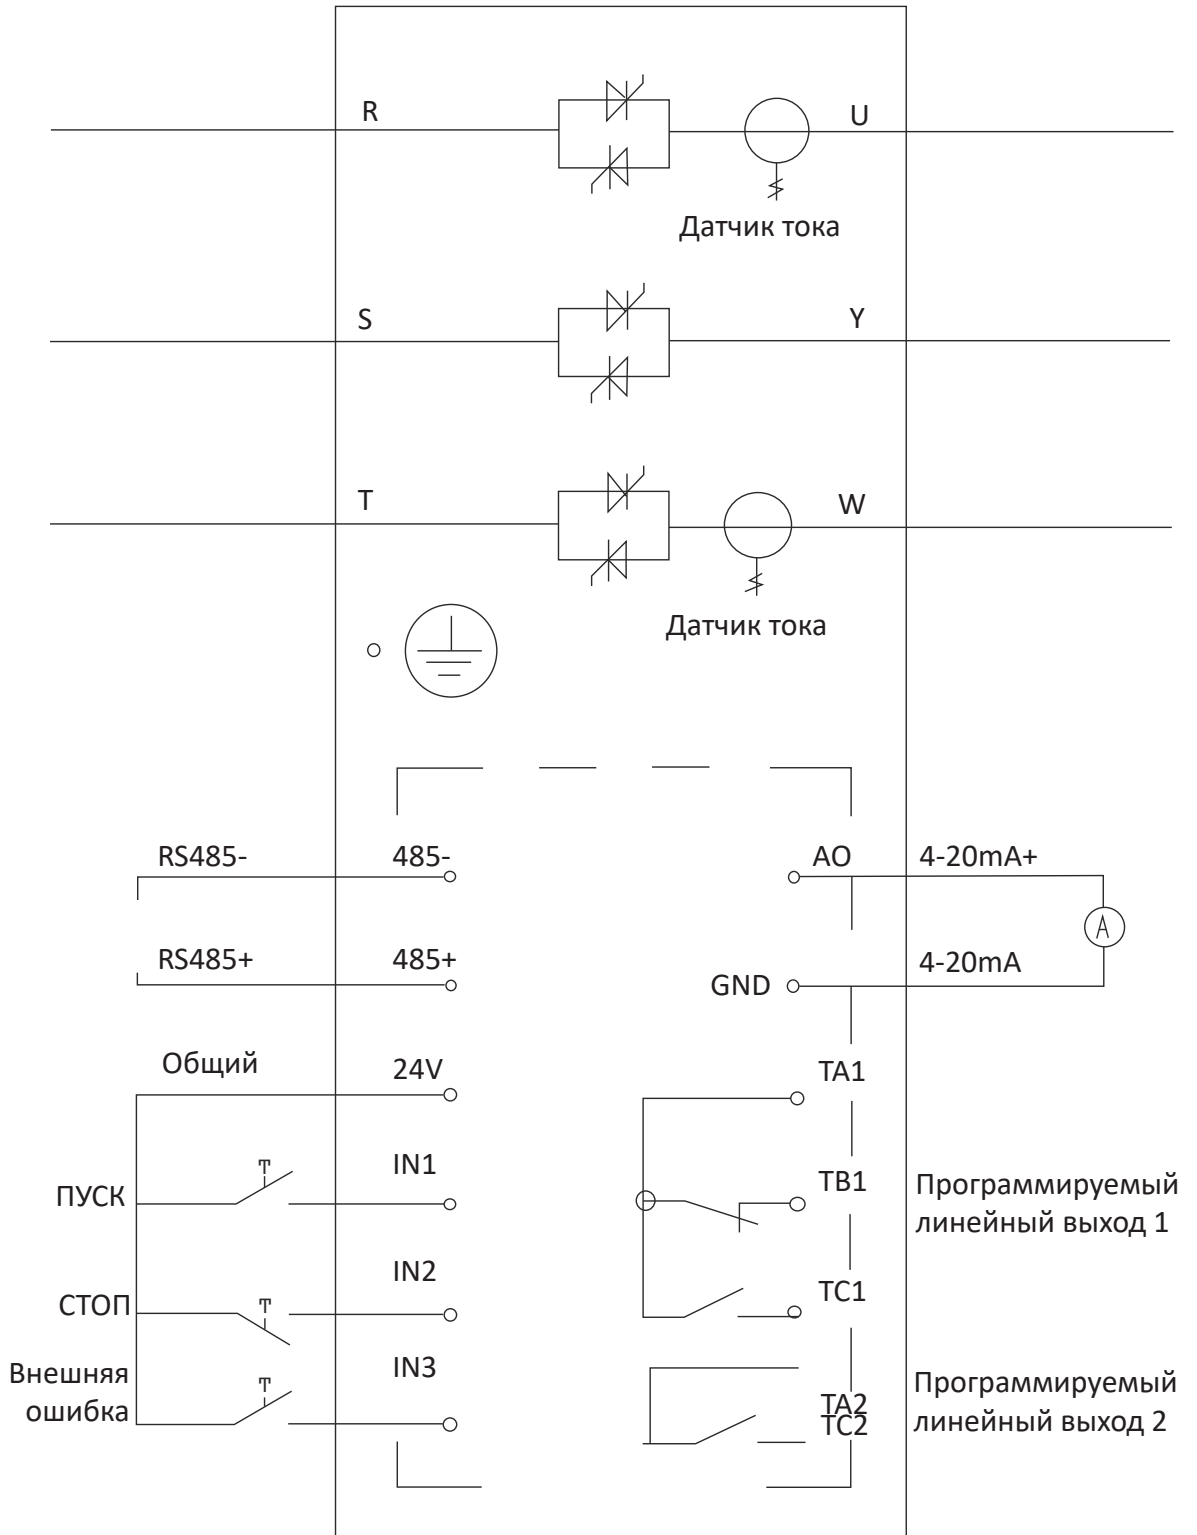 R
U
Датчик тока
S
Y
T
W
Датчик тока
RS485-
485-
AO
4-20mA+
A
RS485+
485+
GND
4-20mA
Общий
24V
TA1
ПУСК
IN1
TB1
Программируемый
линейный выход 1
СТОП
IN2
TC1
Внешняя
ошибка
IN3
TA2
TC2
Программируемый
линейный выход 2